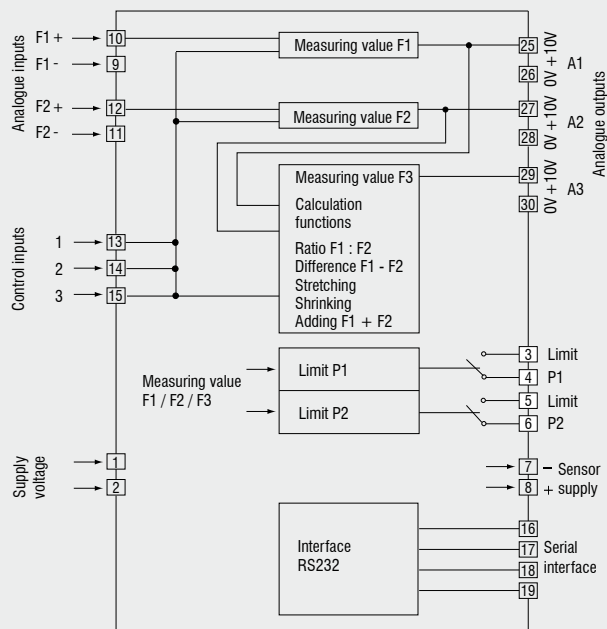 Analogue inputs
F1 + 10
F1 - 9
F2 + 12
F2 - 11
Control inputs
1 13
2 14
3 15
Supply
voltage
1
2
Measuring value F1
Measuring value F2
Measuring value F3
Calculation
functions
Ratio F1 : F2
Difference F1 - F2
Stretching
Shrinking
Adding F1 + F2
Measuring value
F1 / F2 / F3
Limit P1
Limit P2
Interface
RS232
Analogue outputs
25
26
0V + 10V
A1
27
28
0V + 10V
A2
29
30
0V + 10V
A3
3 Limit
4 P1
5 Limit
6 P2
7 – Sensor
8 + supply
16
17 Serial
18 interface
19